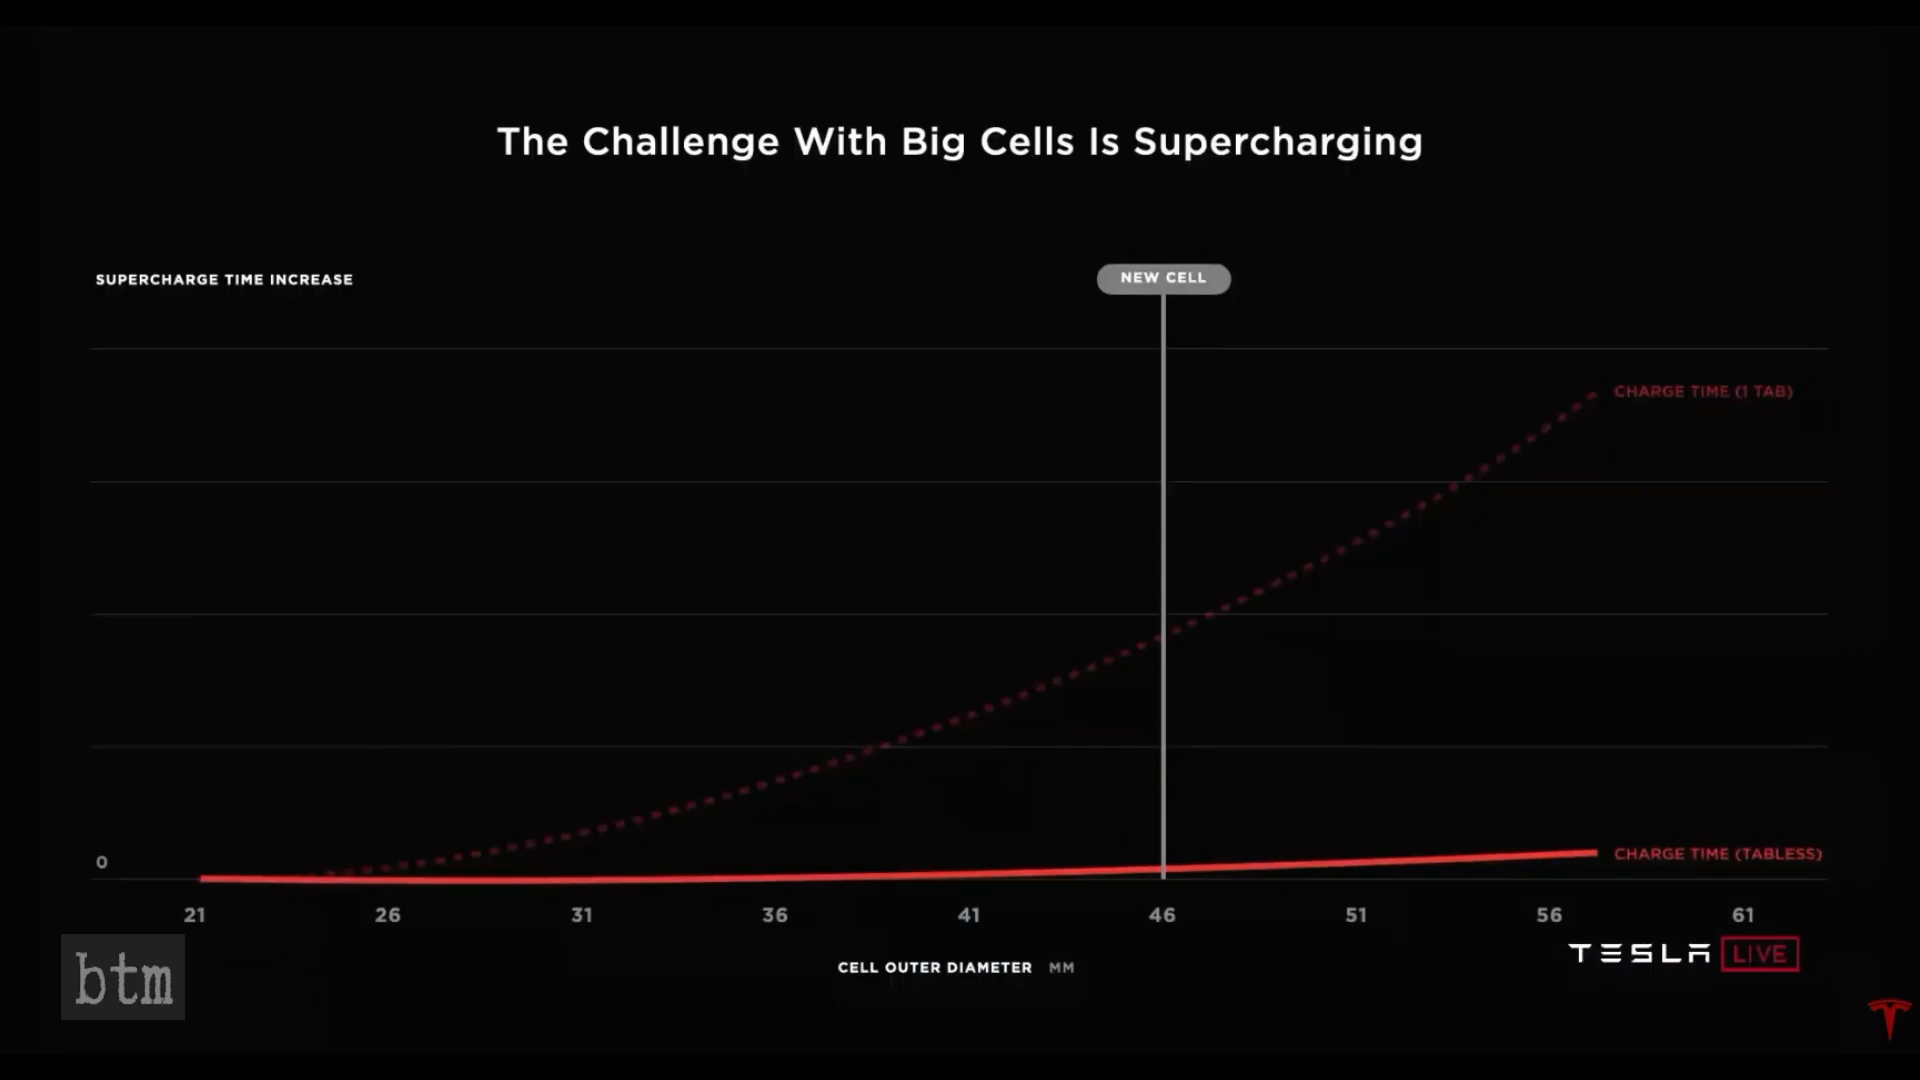 The Challenge With Big Cells Is Supercharging
SUPERCHARGE TIME INCREASE
NEW CELL
CHARGE TIME (1 TAB)
0
CHARGE TIME (TABLESS)
21 26 31 36 41 46 51 56 61
CELL OUTER DIAMETER MM
TESLA LIVE
btm